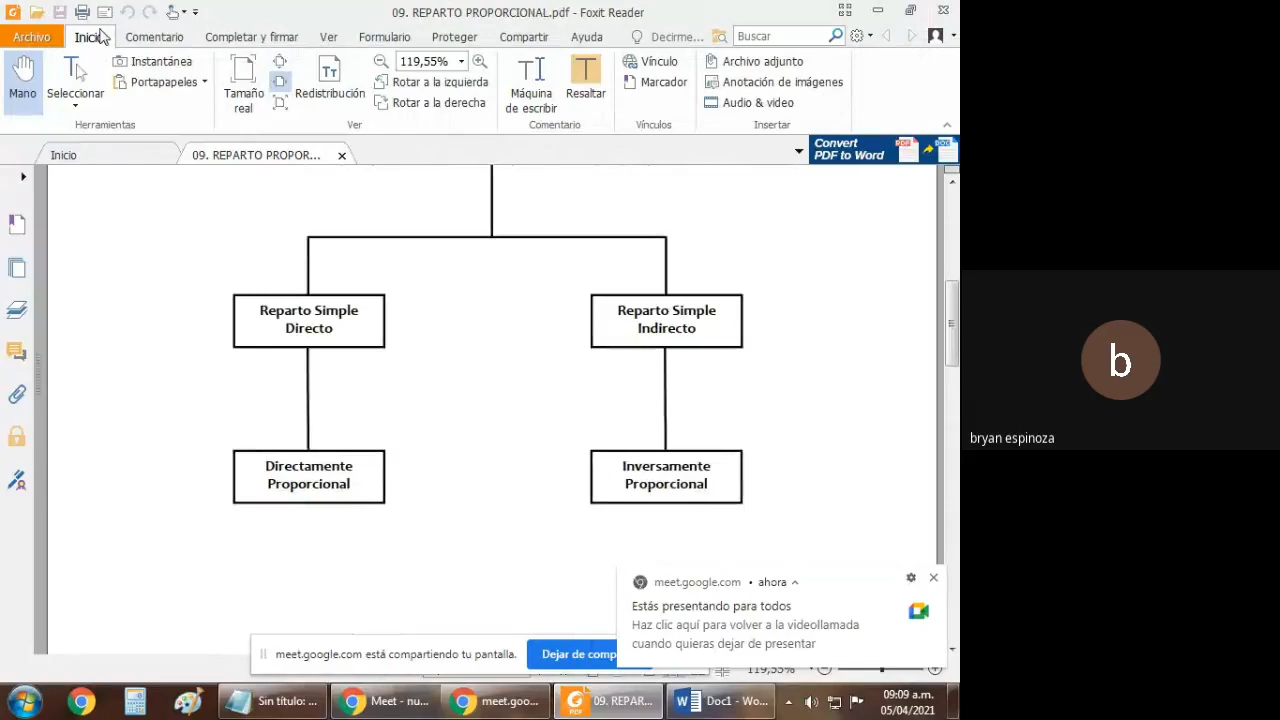 09. REPARTO PROPORCIONAL.pdf - Foxit Reader
Archivo
Inicio
Comentario
Completar y firmar
Ver
Formulario
Proteger
Compartir
Ayuda
Decirme...
Buscar
Mano
Seleccionar
Instantánea
Portapapeles
Herramientas
Tamaño
real
Redistribución
119,55%
Rotar a la izquierda
Rotar a la derecha
Ver
Máquina
de escribir
Resaltar
Comentario
Vínculo
Marcador
Vínculos
Archivo adjunto
Anotación de imágenes
Audio & video
Insertar
Inicio
09. REPARTO PROPOR...
Convert
PDF to Word
Reparto Simple
Directo
Reparto Simple
Indirecto
Directamente
Proporcional
Inversamente
Proporcional
b
bryan espinoza
meet.google.com • ahora
Estás presentando para todos
Haz clic aquí para volver a la videollamada
cuando quieras dejar de presentar
meet.google.com está compartiendo tu pantalla.
Dejar de comp
119,55%
Sin título: ...
Meet - nu...
meet.goo...
09. REPAR...
Doc1 - Wo...
09:09 a.m.
05/04/2021